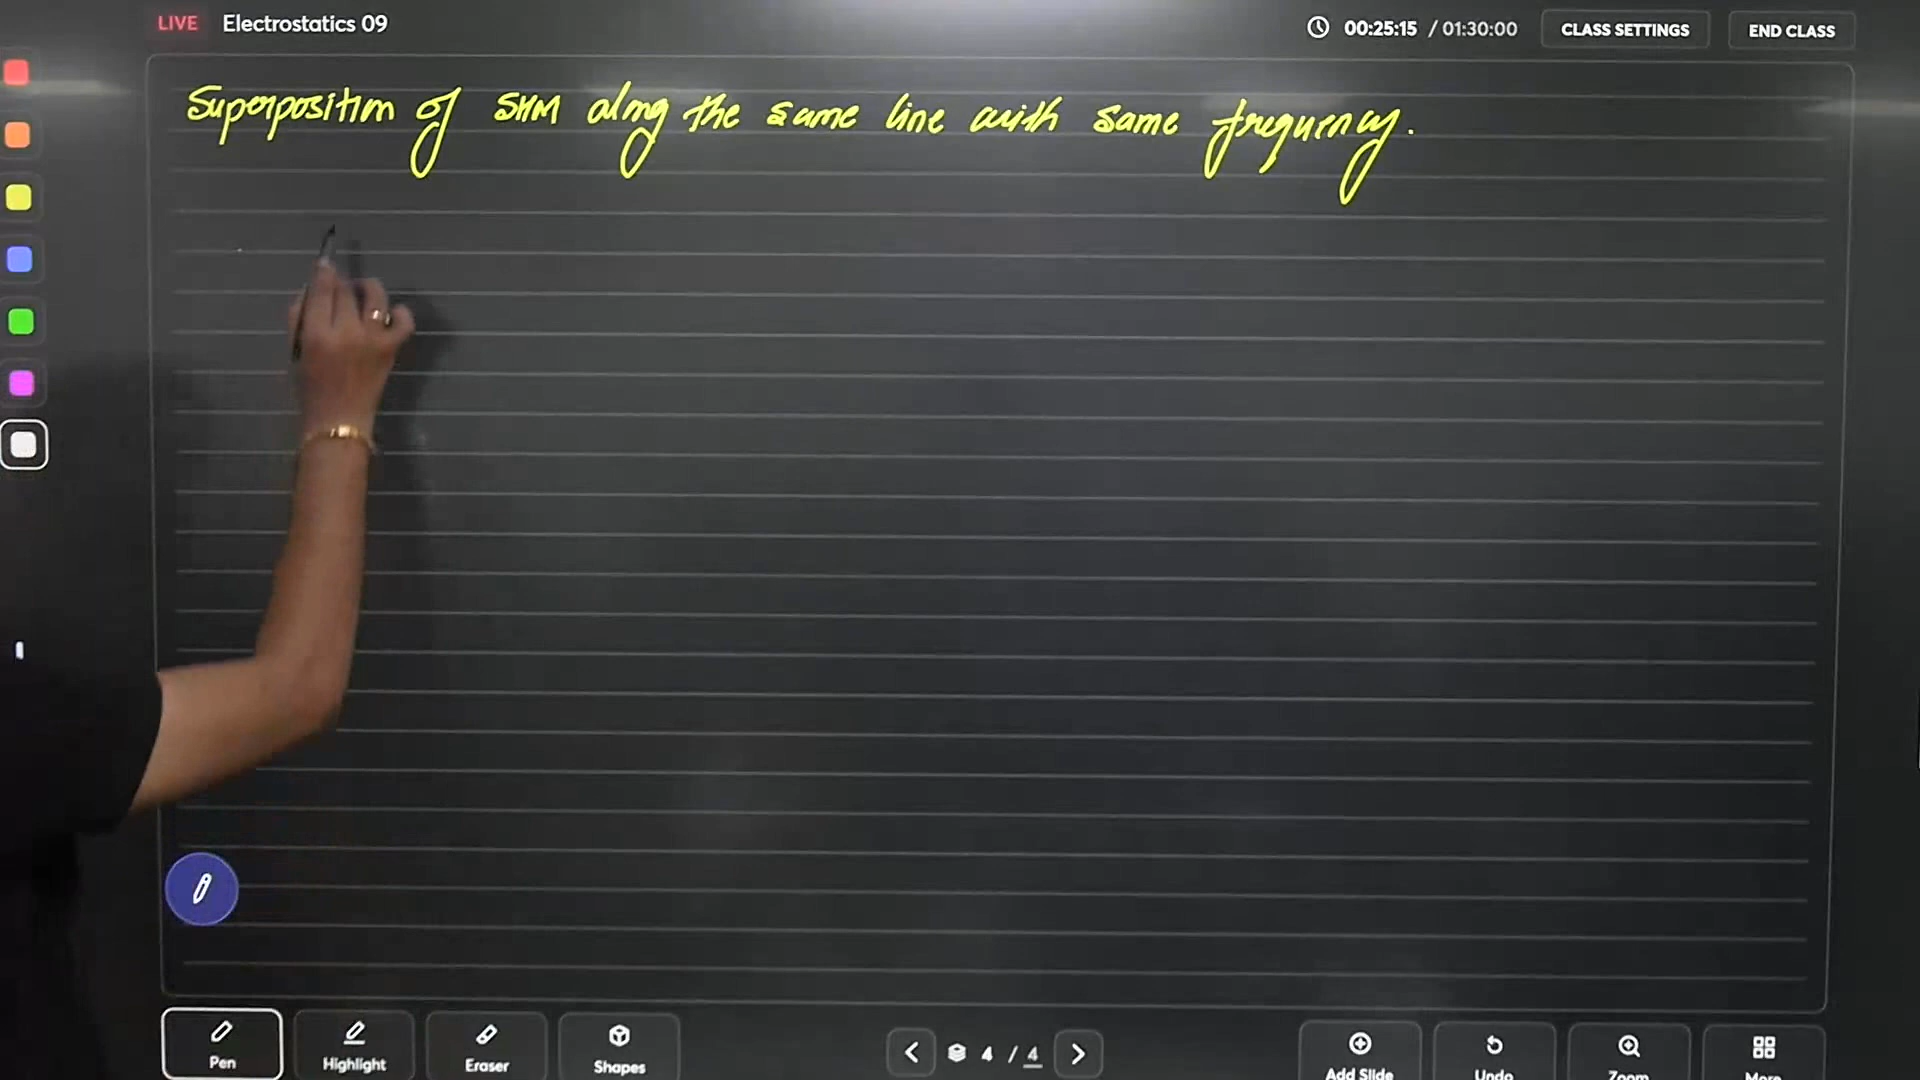 LIVE Electrostatics 09 00:25:15 / 01:30:00 CLASS SETTINGS END CLASS
Superposition of SHM along the same line with same frequency.
Pen Highlight Eraser Shapes 4 / 4 Add Slide Undo Zoom More